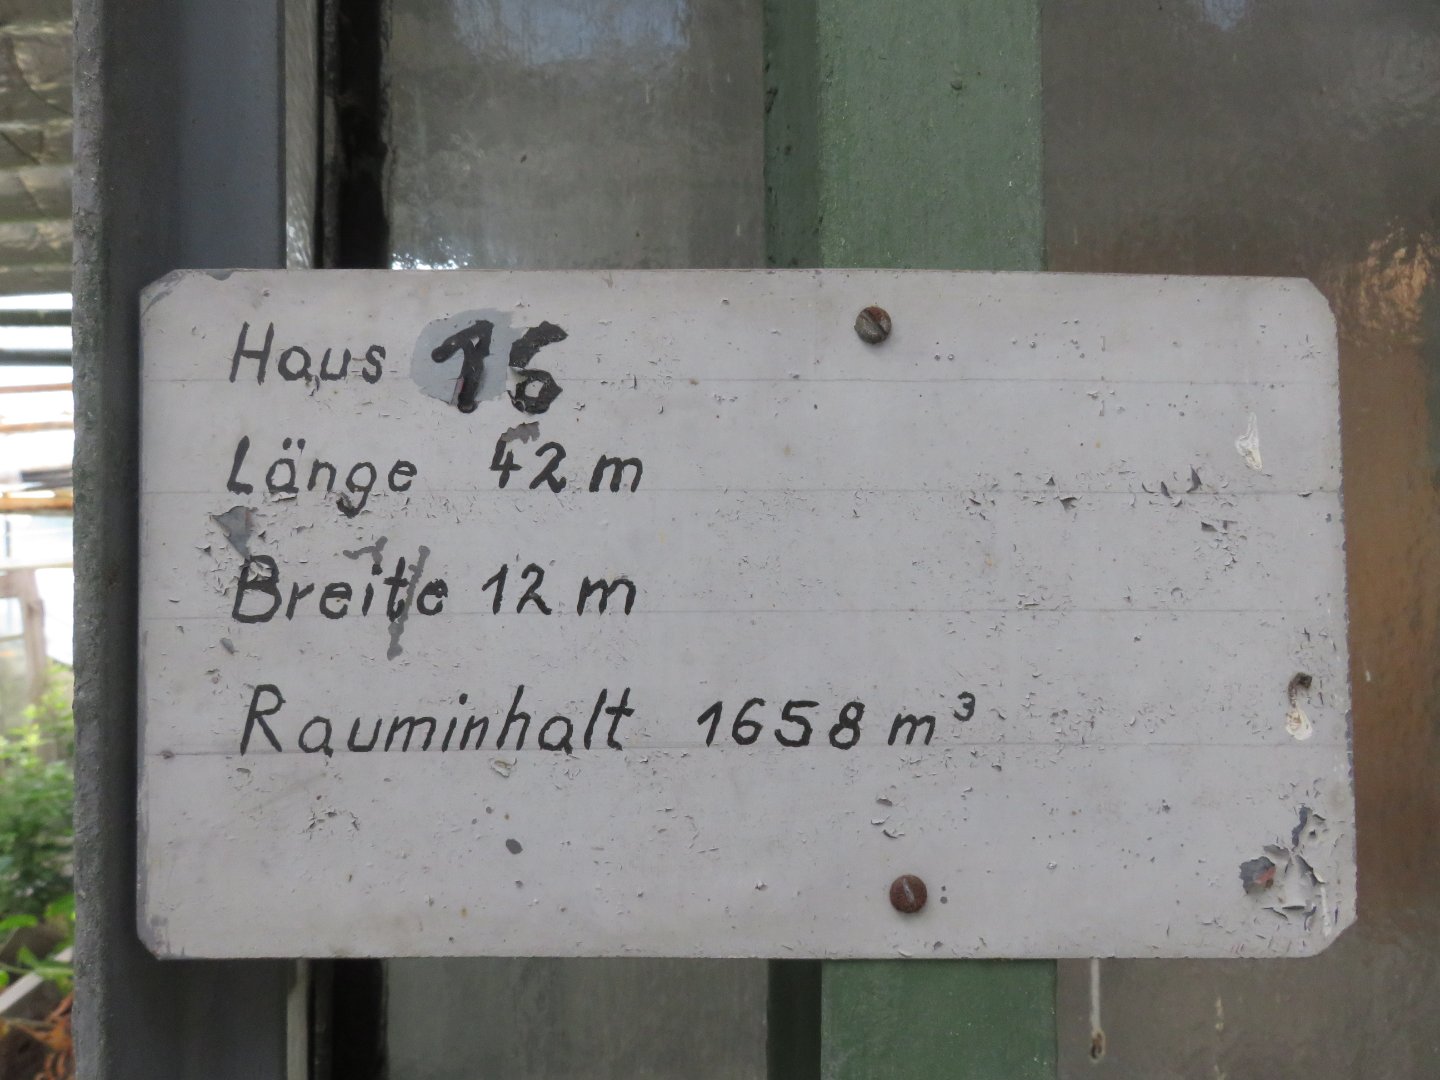 Haus 16
Länge 42 m
Breite 12 m
Rauminhalt 1658 m³